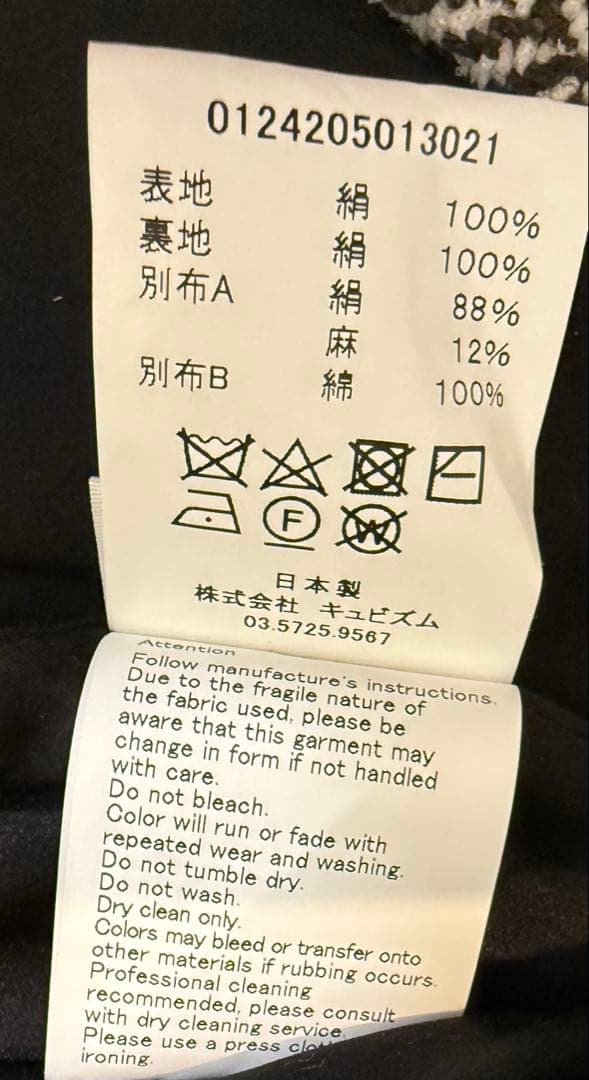 0124205013021
表地 絹 100%
裏地 絹 100%
別布A 絹 88%
麻 12%
別布B 綿 100%
F W
日本製
株式会社 キュビズム
03.5725.9567
Attention
Follow manufacture's instructions.
Due to the fragile nature of
the fabric used, please be
aware that this garment may
change in form if not handled
with care.
Do not bleach.
Color will run or fade with
repeated wear and washing.
Do not tumble dry.
Do not wash.
Dry clean only.
Colors may bleed or transfer onto
other materials if rubbing occurs.
Professional cleaning
recommended, please consult
with dry cleaning service.
Please use a press cloth
ironing.